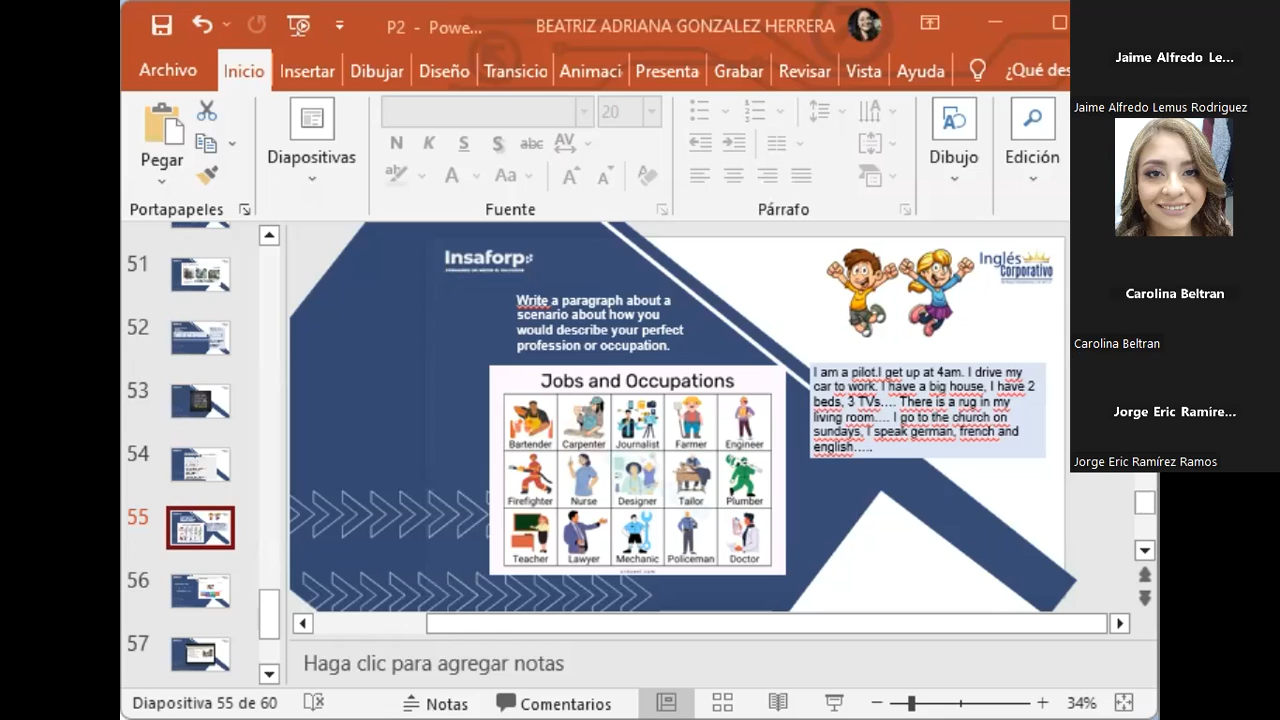 P2 - Powe...
BEATRIZ ADRIANA GONZALEZ HERRERA
Archivo
Inicio
Insertar
Dibujar
Diseño
Transicio
Animaci
Presenta
Grabar
Revisar
Vista
Ayuda
¿Qué des
Pegar
Portapapeles
Diapositivas
20
N K S S abc AV
A Aa A A
Fuente
Párrafo
Dibujo
Edición
51
52
53
54
55
56
57
Insaforp
Write a paragraph about a
scenario about how you
would describe your perfect
profession or occupation.
Inglés
Corporativo
Jobs and Occupations
Bartender Carpenter Journalist Farmer Engineer
Firefighter Nurse Designer Tailor Plumber
Teacher Lawyer Mechanic Policeman Doctor
I am a pilot.I get up at 4am. I drive my
car to work. I have a big house, I have 2
beds, 3 TVs.... There is a rug in my
living room.... I go to the church on
sundays, I speak german, french and
english.....
Haga clic para agregar notas
Diapositiva 55 de 60
Notas
Comentarios
34%
Jaime Alfredo Le...
Jaime Alfredo Lemus Rodriguez
Carolina Beltran
Carolina Beltran
Jorge Eric Ramire...
Jorge Eric Ramírez Ramos